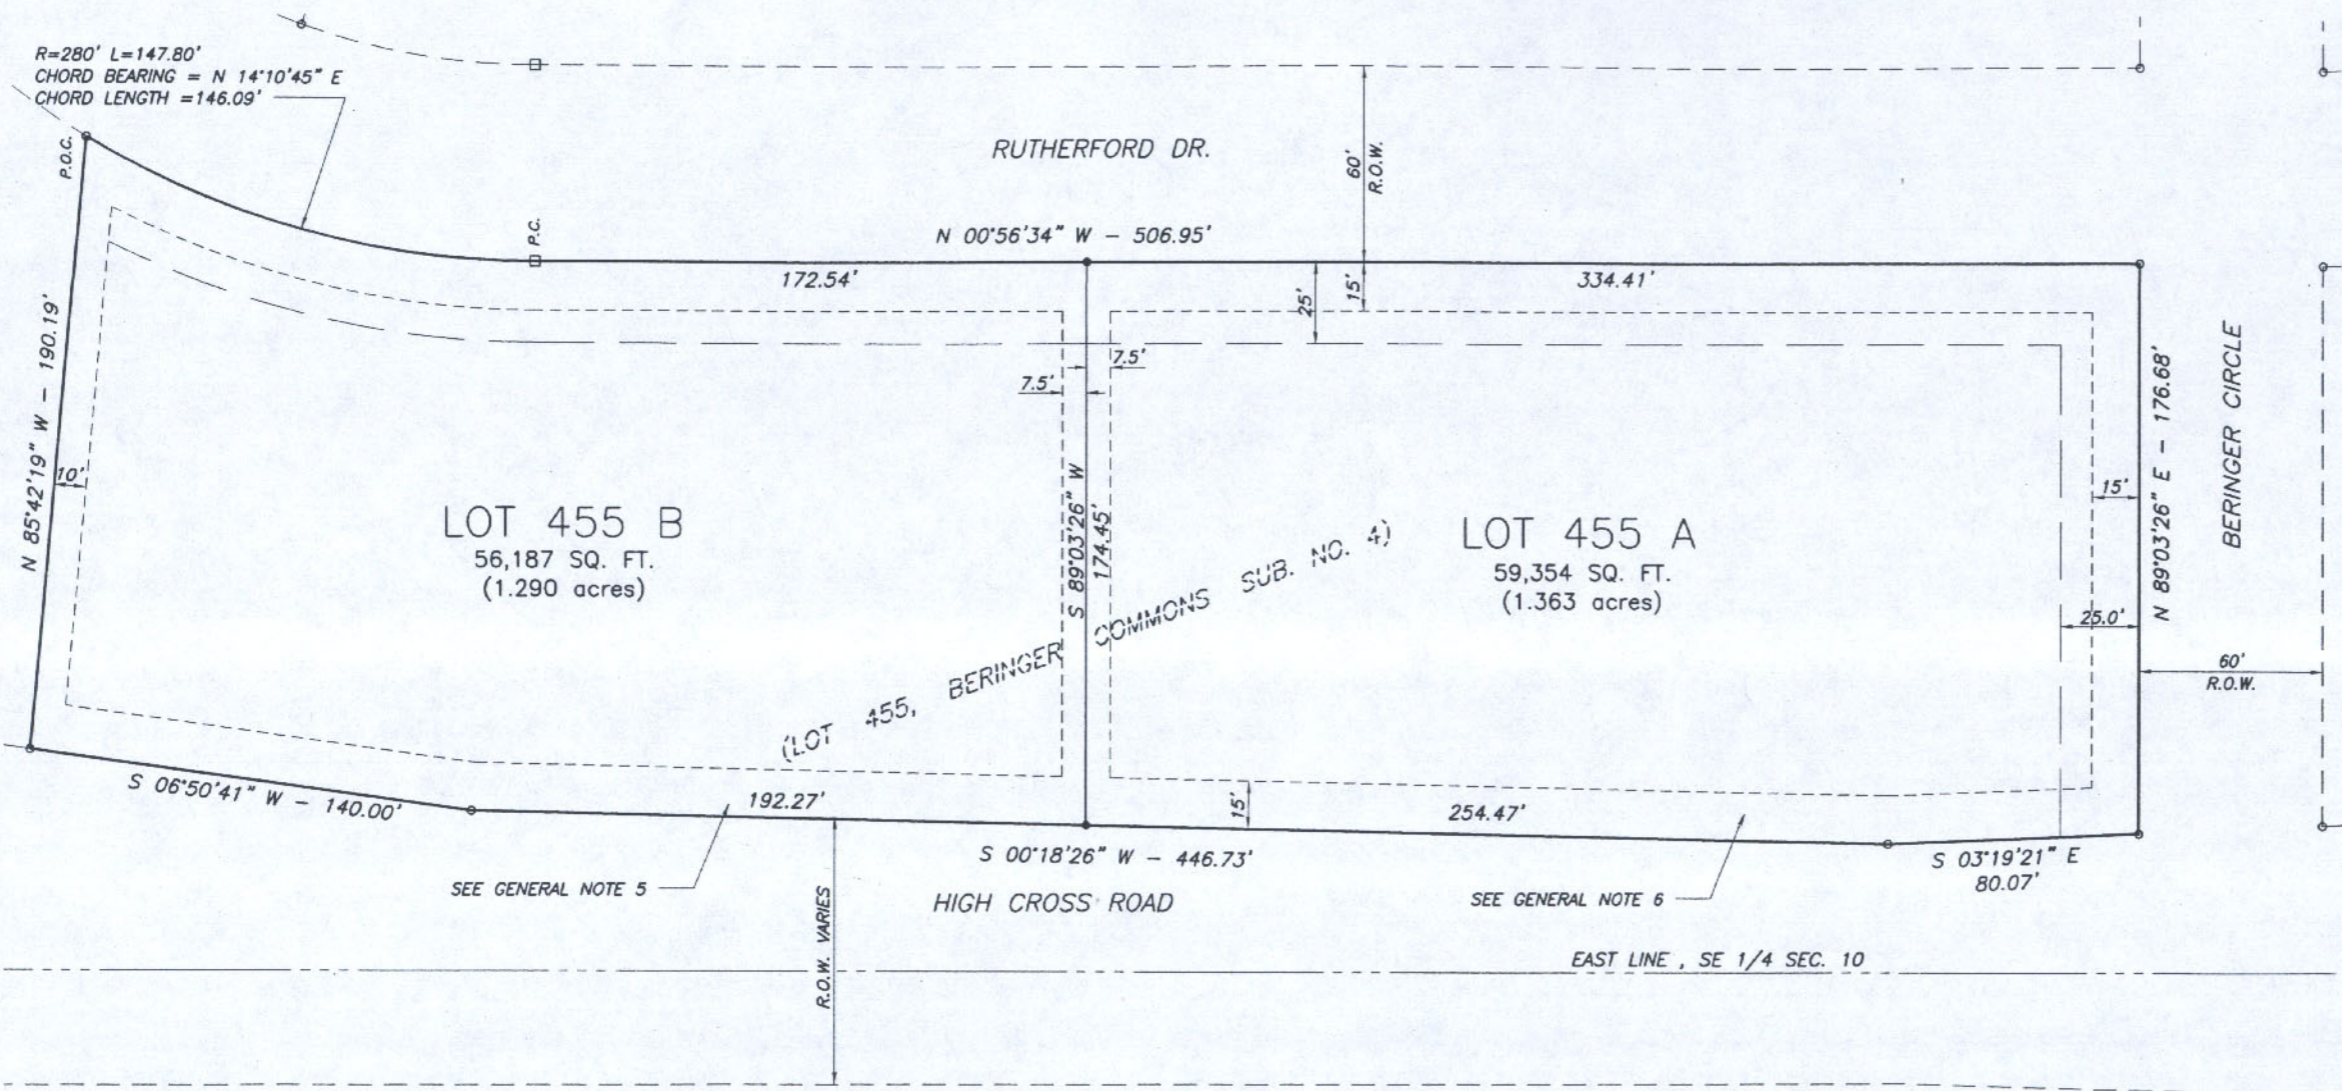 R=280' L=147.80'
CHORD BEARING = N 14°10'45" E
CHORD LENGTH =146.09'
P.O.C.
P.C.
RUTHERFORD DR.
60'
R.O.W.
N 00°56'34" W - 506.95'
172.54'
334.41'
25'
15'
7.5'
7.5'
N 85°42'19" W - 190.19'
10'
LOT 455 B
56,187 SQ. FT.
(1.290 acres)
S 89°03'26" W
174.45'
(LOT 455, BERINGER COMMONS SUB. NO. 4)
LOT 455 A
59,354 SQ. FT.
(1.363 acres)
15'
25.0'
N 89°03'26" E - 176.68'
BERINGER CIRCLE
60'
R.O.W.
S 06°50'41" W - 140.00'
192.27'
15'
254.47'
S 00°18'26" W - 446.73'
S 03°19'21" E
80.07'
SEE GENERAL NOTE 5
R.O.W. VARIES
HIGH CROSS ROAD
SEE GENERAL NOTE 6
EAST LINE , SE 1/4 SEC. 10